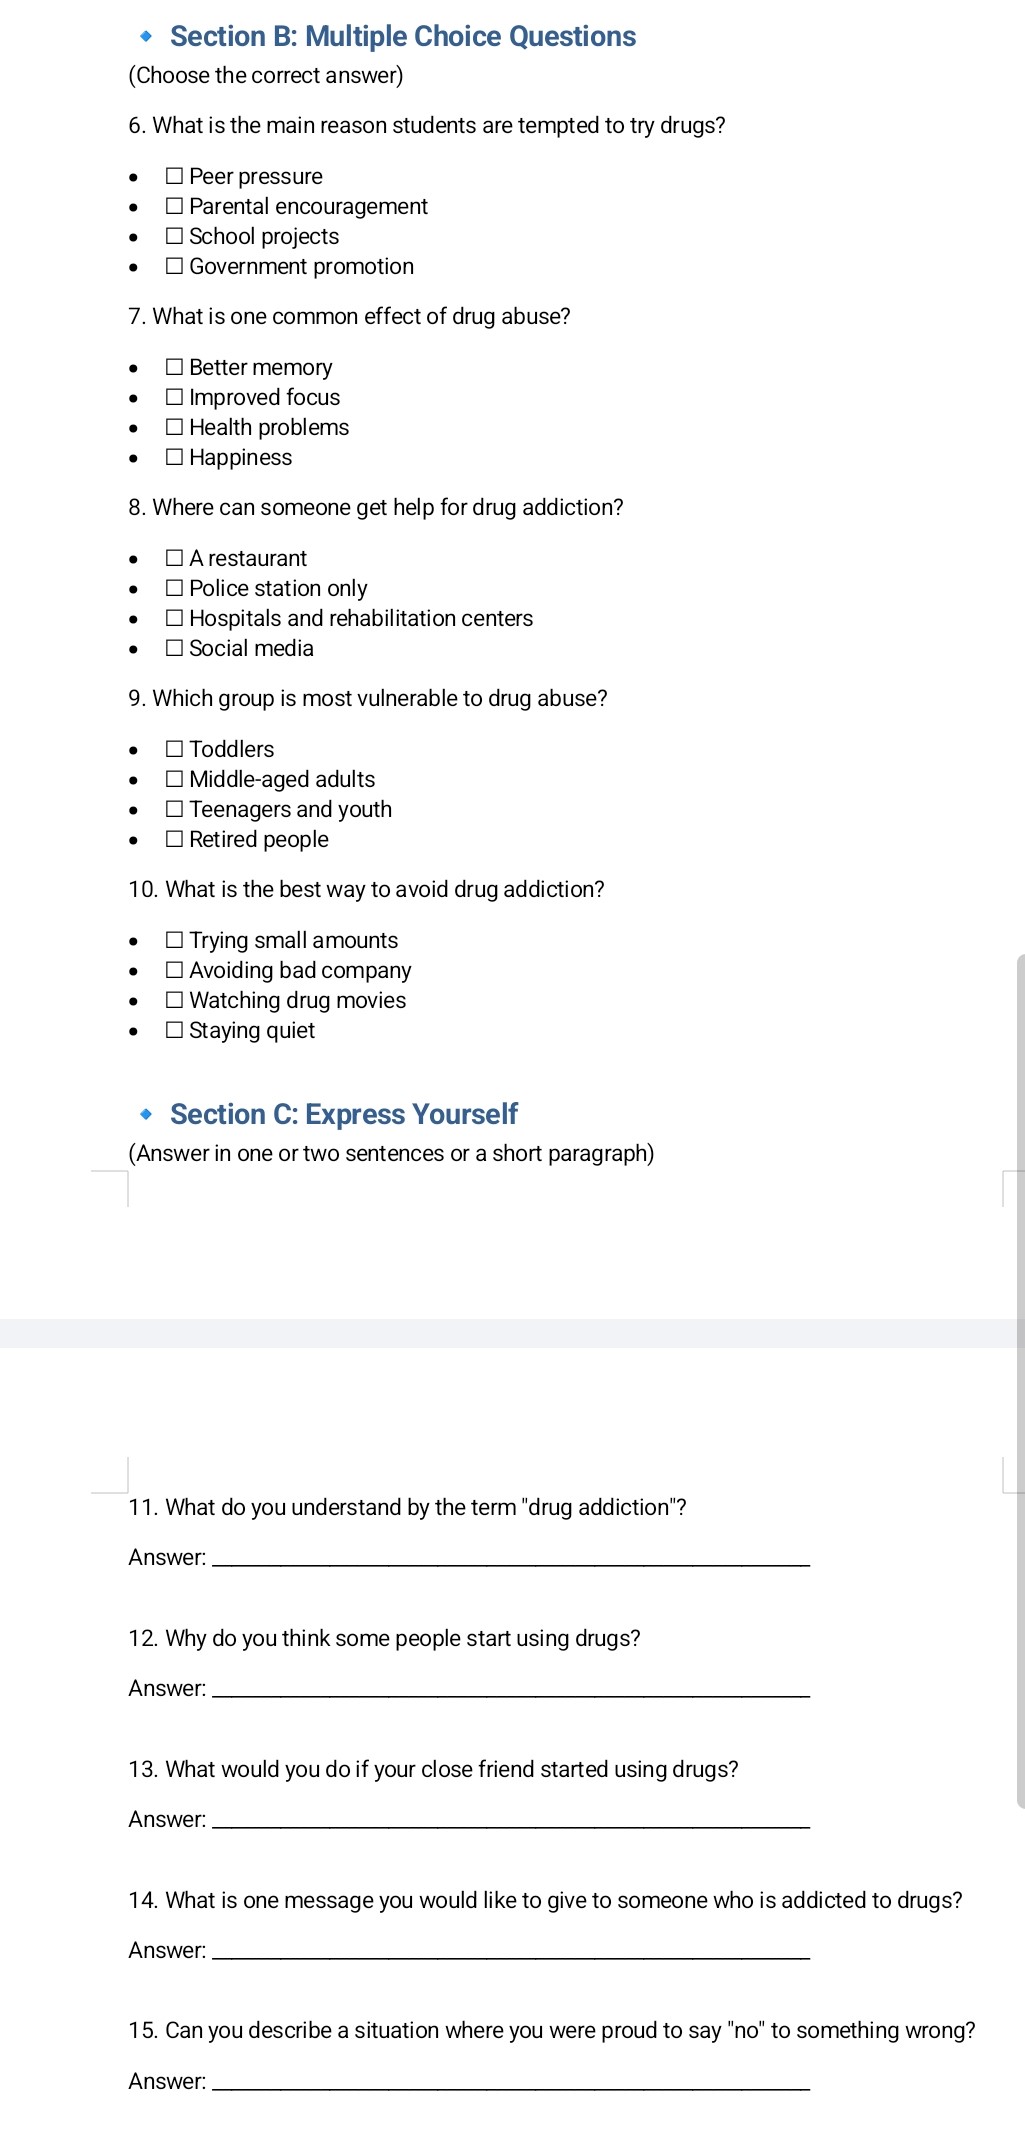 🔹 Section B: Multiple Choice Questions
(Choose the correct answer)
6. What is the main reason students are tempted to try drugs?
• ☐ Peer pressure
• ☐ Parental encouragement
• ☐ School projects
• ☐ Government promotion
7. What is one common effect of drug abuse?
• ☐ Better memory
• ☐ Improved focus
• ☐ Health problems
• ☐ Happiness
8. Where can someone get help for drug addiction?
• ☐ A restaurant
• ☐ Police station only
• ☐ Hospitals and rehabilitation centers
• ☐ Social media
9. Which group is most vulnerable to drug abuse?
• ☐ Toddlers
• ☐ Middle-aged adults
• ☐ Teenagers and youth
• ☐ Retired people
10. What is the best way to avoid drug addiction?
• ☐ Trying small amounts
• ☐ Avoiding bad company
• ☐ Watching drug movies
• ☐ Staying quiet
🔹 Section C: Express Yourself
(Answer in one or two sentences or a short paragraph)
11. What do you understand by the term "drug addiction"?
Answer: ____________________
12. Why do you think some people start using drugs?
Answer: ____________________
13. What would you do if your close friend started using drugs?
Answer: ____________________
14. What is one message you would like to give to someone who is addicted to drugs?
Answer: ____________________
15. Can you describe a situation where you were proud to say "no" to something wrong?
Answer: ____________________